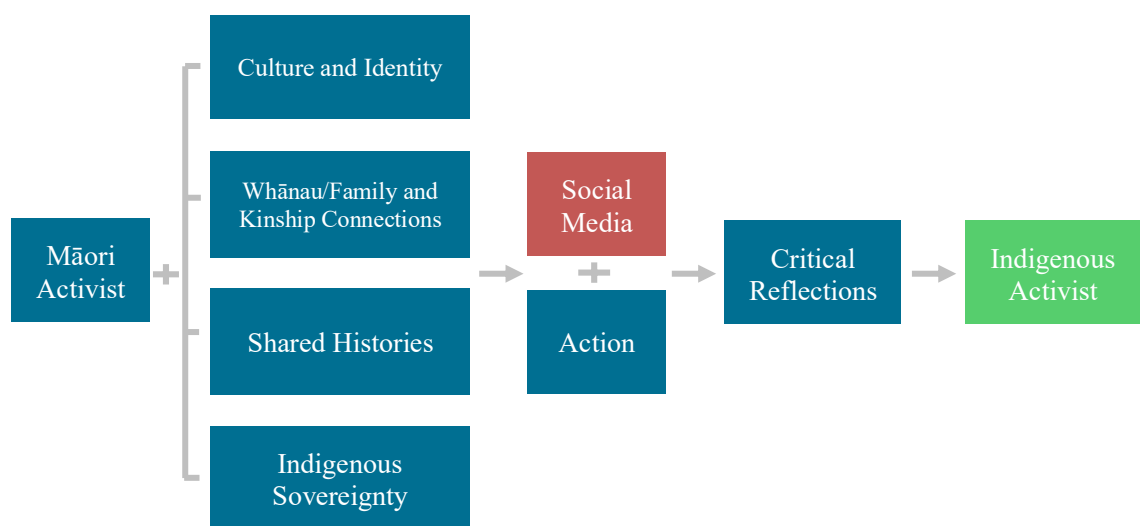 Māori
Activist
Culture and Identity
Whānau/Family and
Kinship Connections
Shared Histories
Indigenous
Sovereignty
Social
Media
Action
Critical
Reflections
Indigenous
Activist